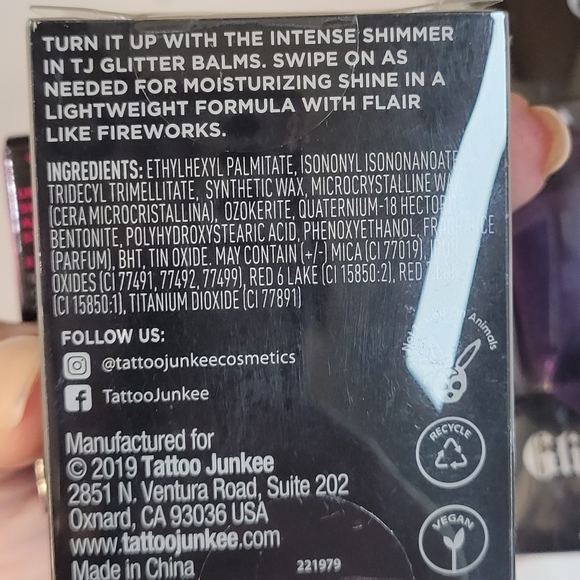 TURN IT UP WITH THE INTENSE SHIMMER
IN TJ GLITTER BALMS. SWIPE ON AS
NEEDED FOR MOISTURIZING SHINE IN A
LIGHTWEIGHT FORMULA WITH FLAIR
LIKE FIREWORKS.
INGREDIENTS: ETHYLHEXYL PALMITATE, ISONONYL ISONONANOATE
TRIDECYL TRIMELLITATE, SYNTHETIC WAX, MICROCRYSTALLINE
(CERA MICROCRISTALLINA), OZOKERITE, QUATERNIUM-18
BENTONITE, POLYHYDROXYSTEARIC ACID, PHENOXYETHANOL,
(PARFUM), BHT, TIN OXIDE. MAY CONTAIN (+/-) MICA (CI 77019),
OXIDES (CI 77491, 77492, 77499), RED 6 LAKE (CI 15850:2), RED
(CI 15850:1), TITANIUM DIOXIDE (CI 77891)
FOLLOW US:
@tattoojunkeecosmetics
TattooJunkee
Animals
RECYCLE
VEGAN
Manufactured for
© 2019 Tattoo Junkee
2851 N. Ventura Road, Suite 202
Oxnard, CA 93036 USA
www.tattoojunkee.com
Made in China
221979